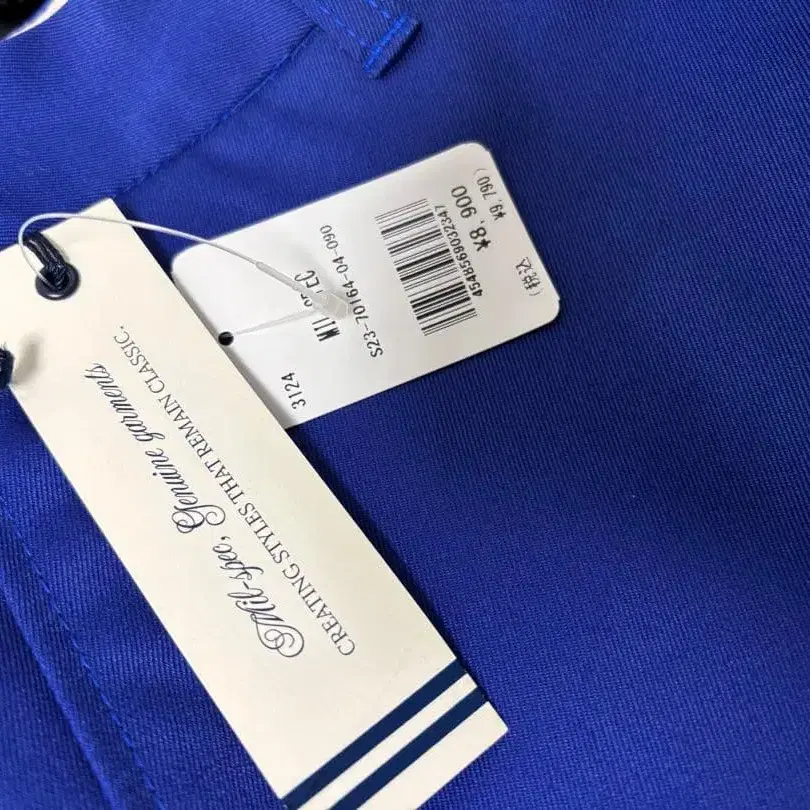 Mil-spec, Genuine garments
CREATING STYLES THAT REMAIN CLASSIC.
3124
S23-70164-04-090
4548569032347
¥8,900
(税込 ¥9,790)